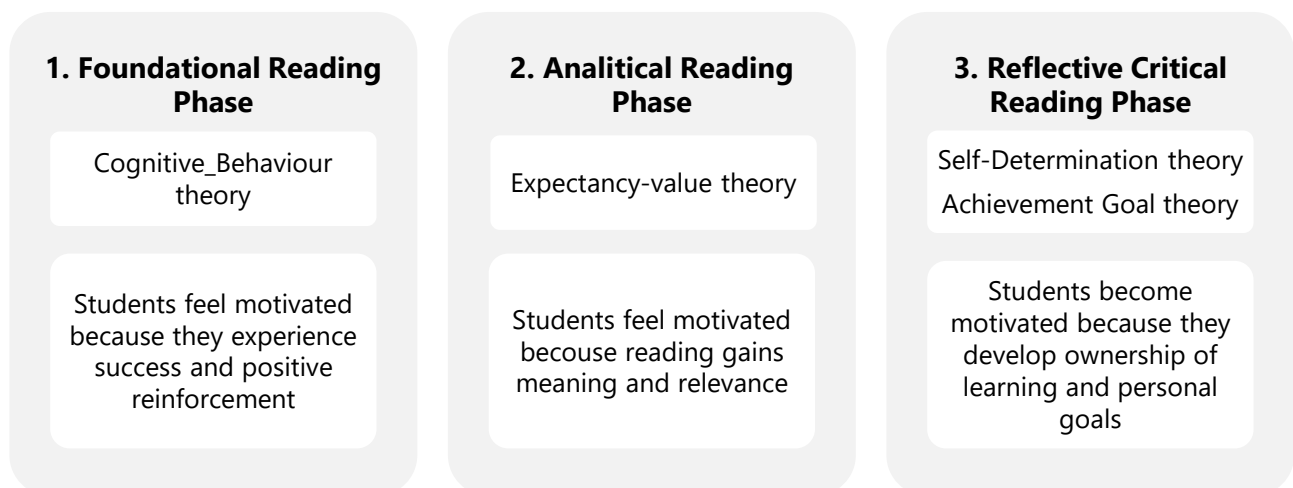 1. Foundational Reading
Phase
Cognitive_Behaviour
theory
Students feel motivated
because they experience
success and positive
reinforcement
2. Analitical Reading
Phase
Expectancy-value theory
Students feel motivated
becouse reading gains
meaning and relevance
3. Reflective Critical
Reading Phase
Self-Determination theory
Achievement Goal theory
Students become
motivated because they
develop ownership of
learning and personal
goals